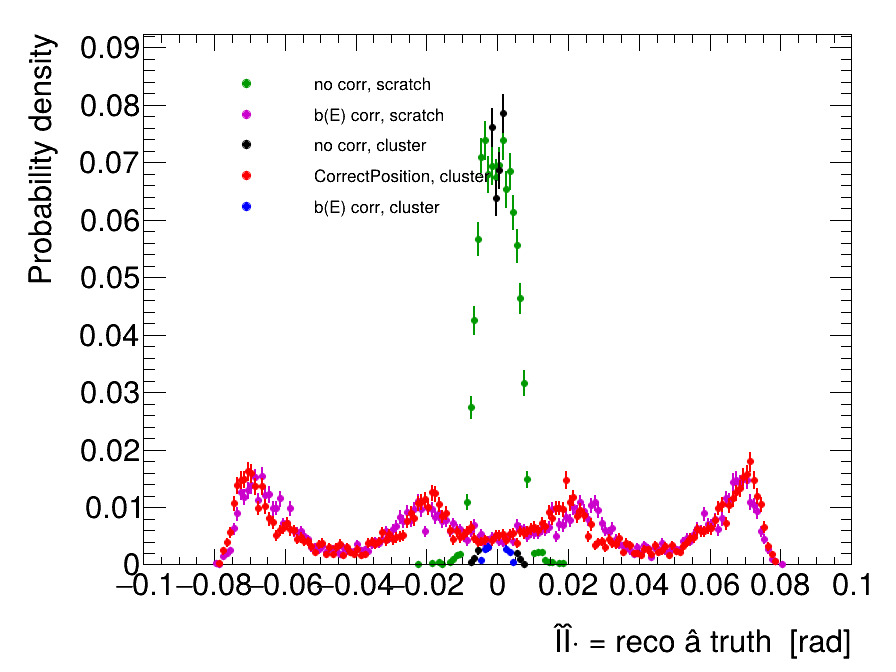 Probability density
0.09
0.08
0.07
0.06
0.05
0.04
0.03
0.02
0.01
0
no corr, scratch
b(E) corr, scratch
no corr, cluster
CorrectPosition, cluster
b(E) corr, cluster
−0.1 −0.08 −0.06 −0.04 −0.02 0 0.02 0.04 0.06 0.08 0.1
ÎÎ· = reco â truth [rad]